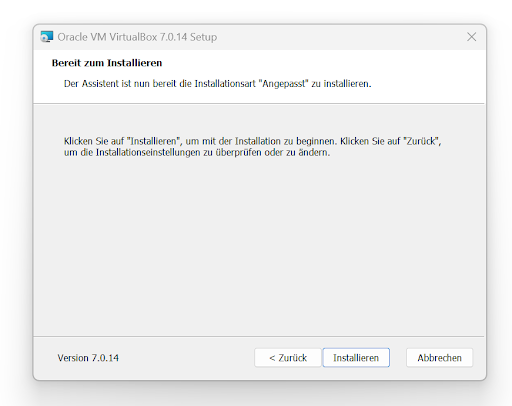 Oracle VM VirtualBox 7.0.14 Setup
Bereit zum Installieren
Der Assistent ist nun bereit die Installationsart "Angepasst" zu installieren.
Klicken Sie auf "Installieren", um mit der Installation zu beginnen. Klicken Sie auf "Zurück",
um die Installationseinstellungen zu überprüfen oder zu ändern.
Version 7.0.14
< Zurück
Installieren
Abbrechen